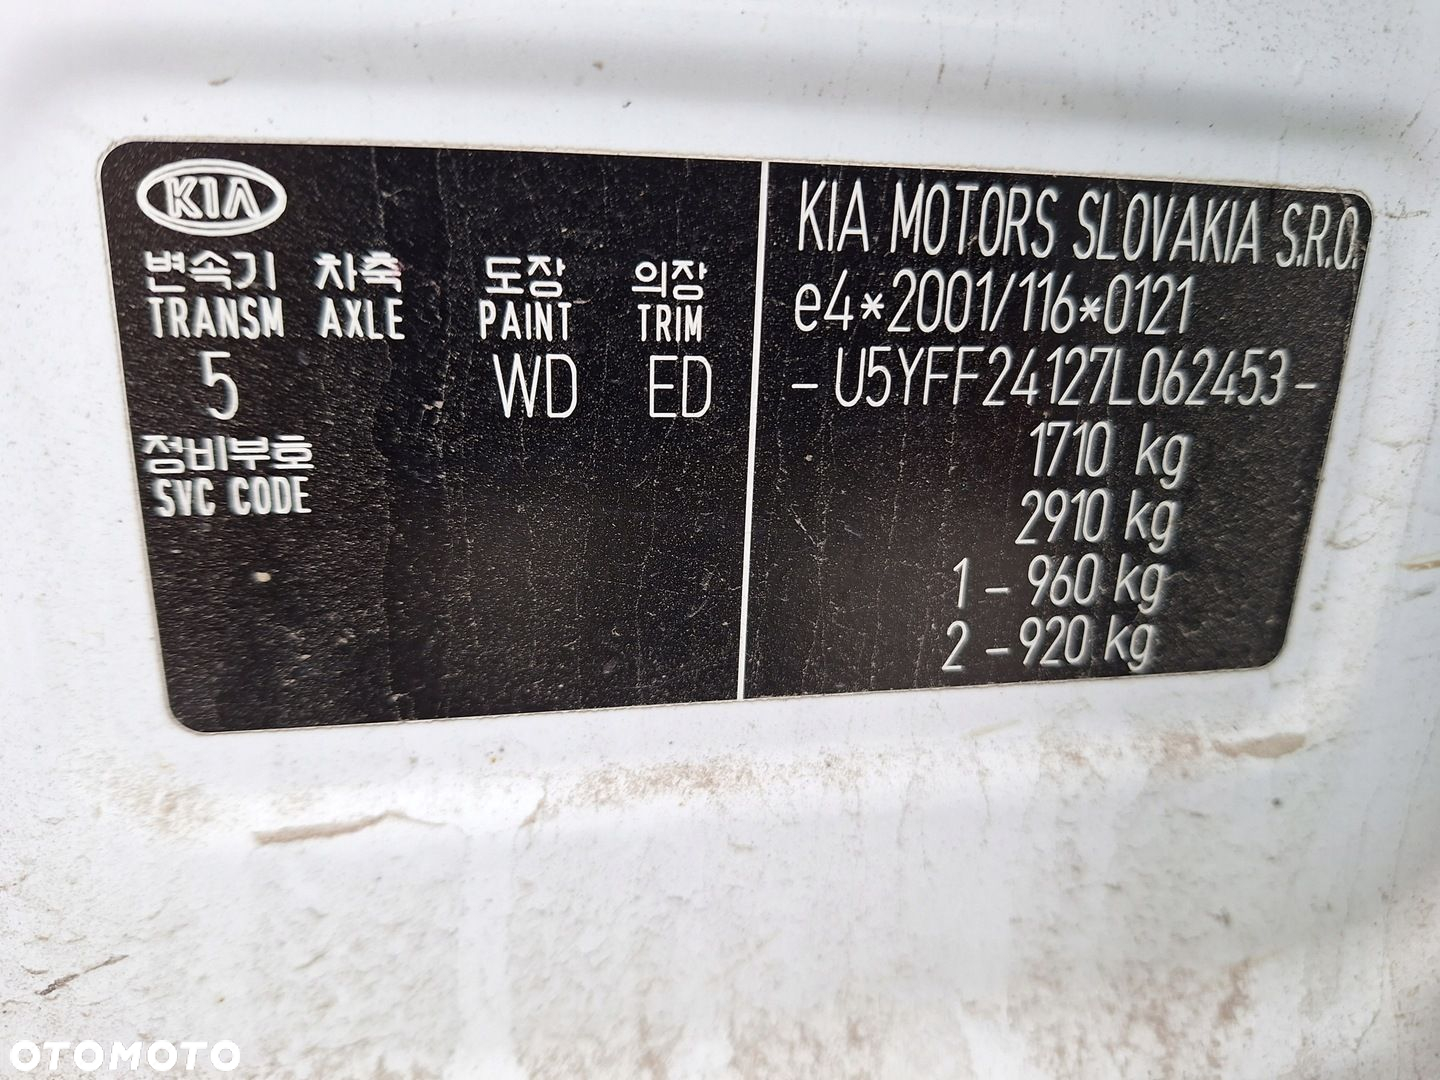 KIA
변속기 차축 도장 의장
TRANSM AXLE PAINT TRIM
5 WD ED
정비부호
SVC CODE
KIA MOTORS SLOVAKIA S.R.O.
e4*2001/116*0121
- U5YFF24127L062453 -
1710 kg
2910 kg
1 - 960 kg
2 - 920 kg
OTOMOTO